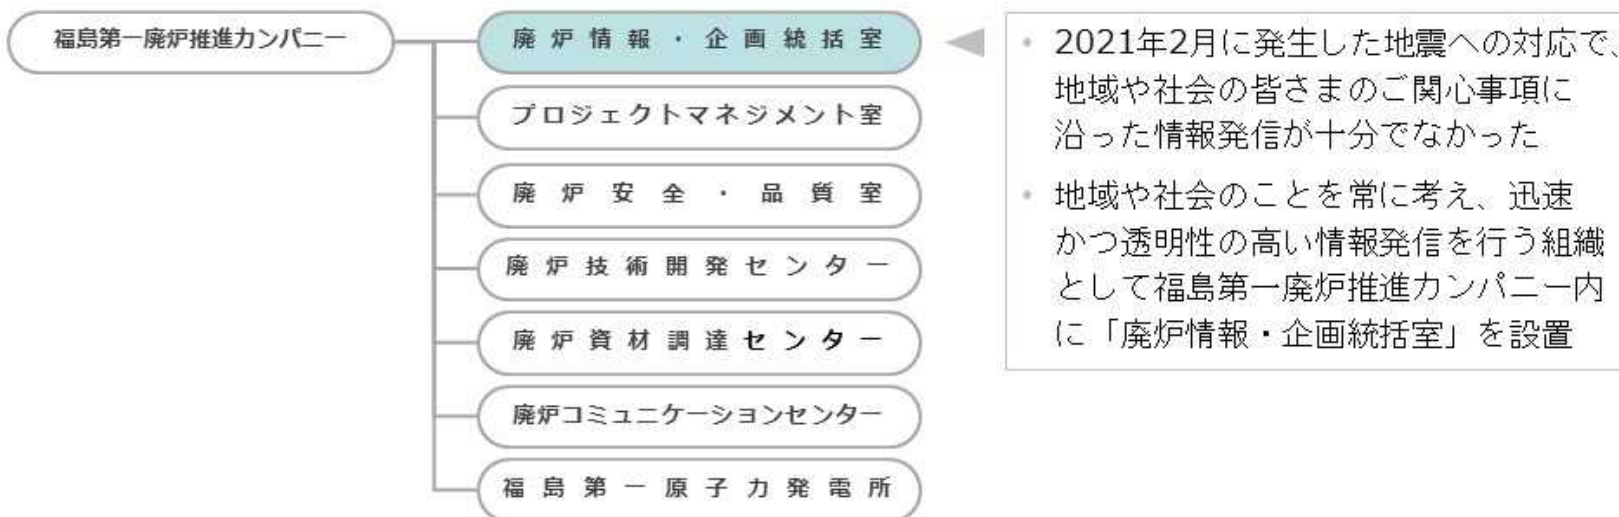 福島第一廃炉推進カンパニー
廃炉情報・企画統括室
プロジェクトマネジメント室
廃炉安全・品質室
廃炉技術開発センター
廃炉資材調達センター
廃炉コミュニケーションセンター
福島第一原子力発電所
• 2021年2月に発生した地震への対応で、
地域や社会の皆さまのご関心事項に
沿った情報発信が十分でなかった
• 地域や社会のことを常に考え、迅速
かつ透明性の高い情報発信を行う組織
として福島第一廃炉推進カンパニー内
に「廃炉情報・企画統括室」を設置